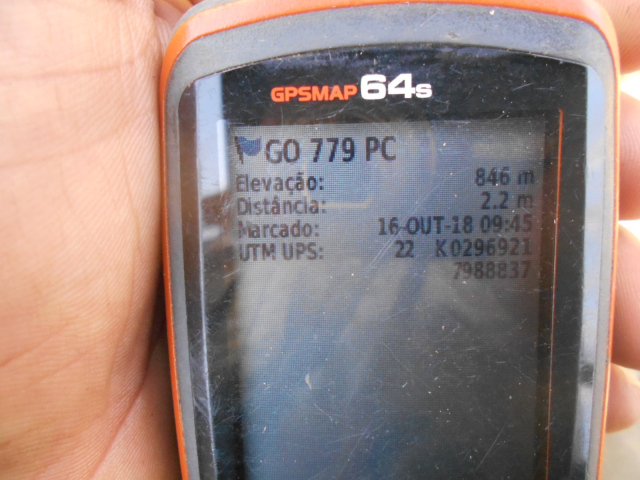 GPSMAP 64s
GO 779 PC
Elevação: 846 m
Distância: 2.2 m
Marcado: 16-OUT-18 09:45
UTM UPS: 22 K 0296921
7988837